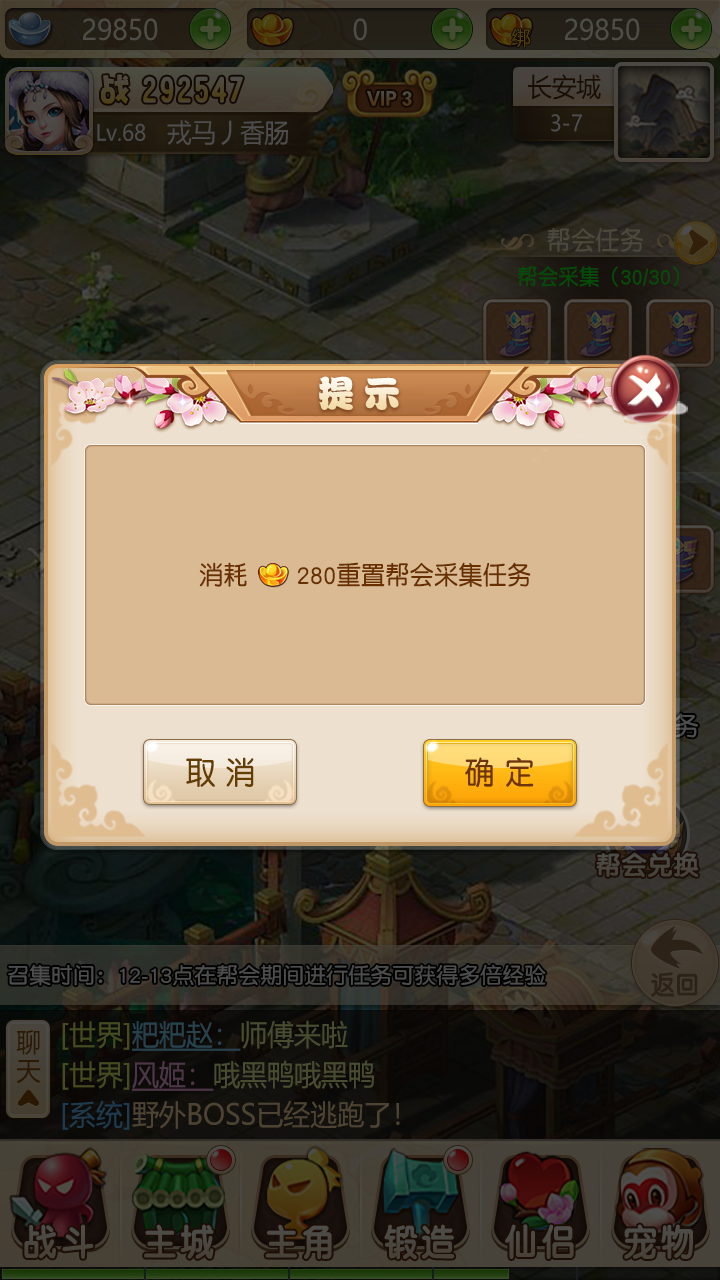 29850
0
绑
29850
战 292547
VIP 3
长安城
Lv.68 戎马丿香肠
3-7
帮会任务
帮会采集（30/30）
提示
消耗 280重置帮会采集任务
务
取消
确定
帮会兑换
召集时间：12-13点在帮会期间进行任务可获得多倍经验
返回
聊天
[世界]粑粑赵：师傅来啦
[世界]风姬：哦黑鸭哦黑鸭
[系统]野外BOSS已经逃跑了！
战斗
主城
主角
锻造
仙侣
宠物